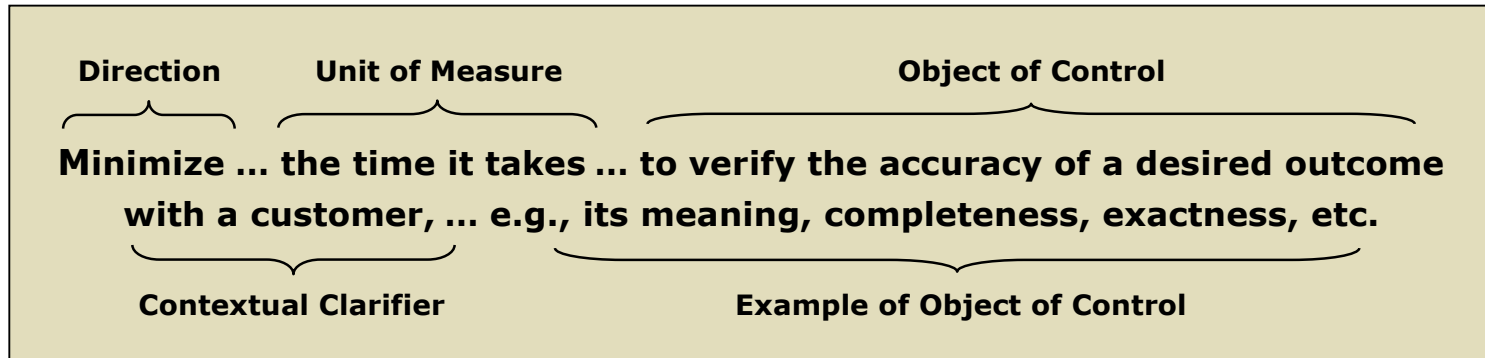 Direction Unit of Measure Object of Control
Minimize ... the time it takes ... to verify the accuracy of a desired outcome
with a customer, ... e.g., its meaning, completeness, exactness, etc.
Contextual Clarifier Example of Object of Control